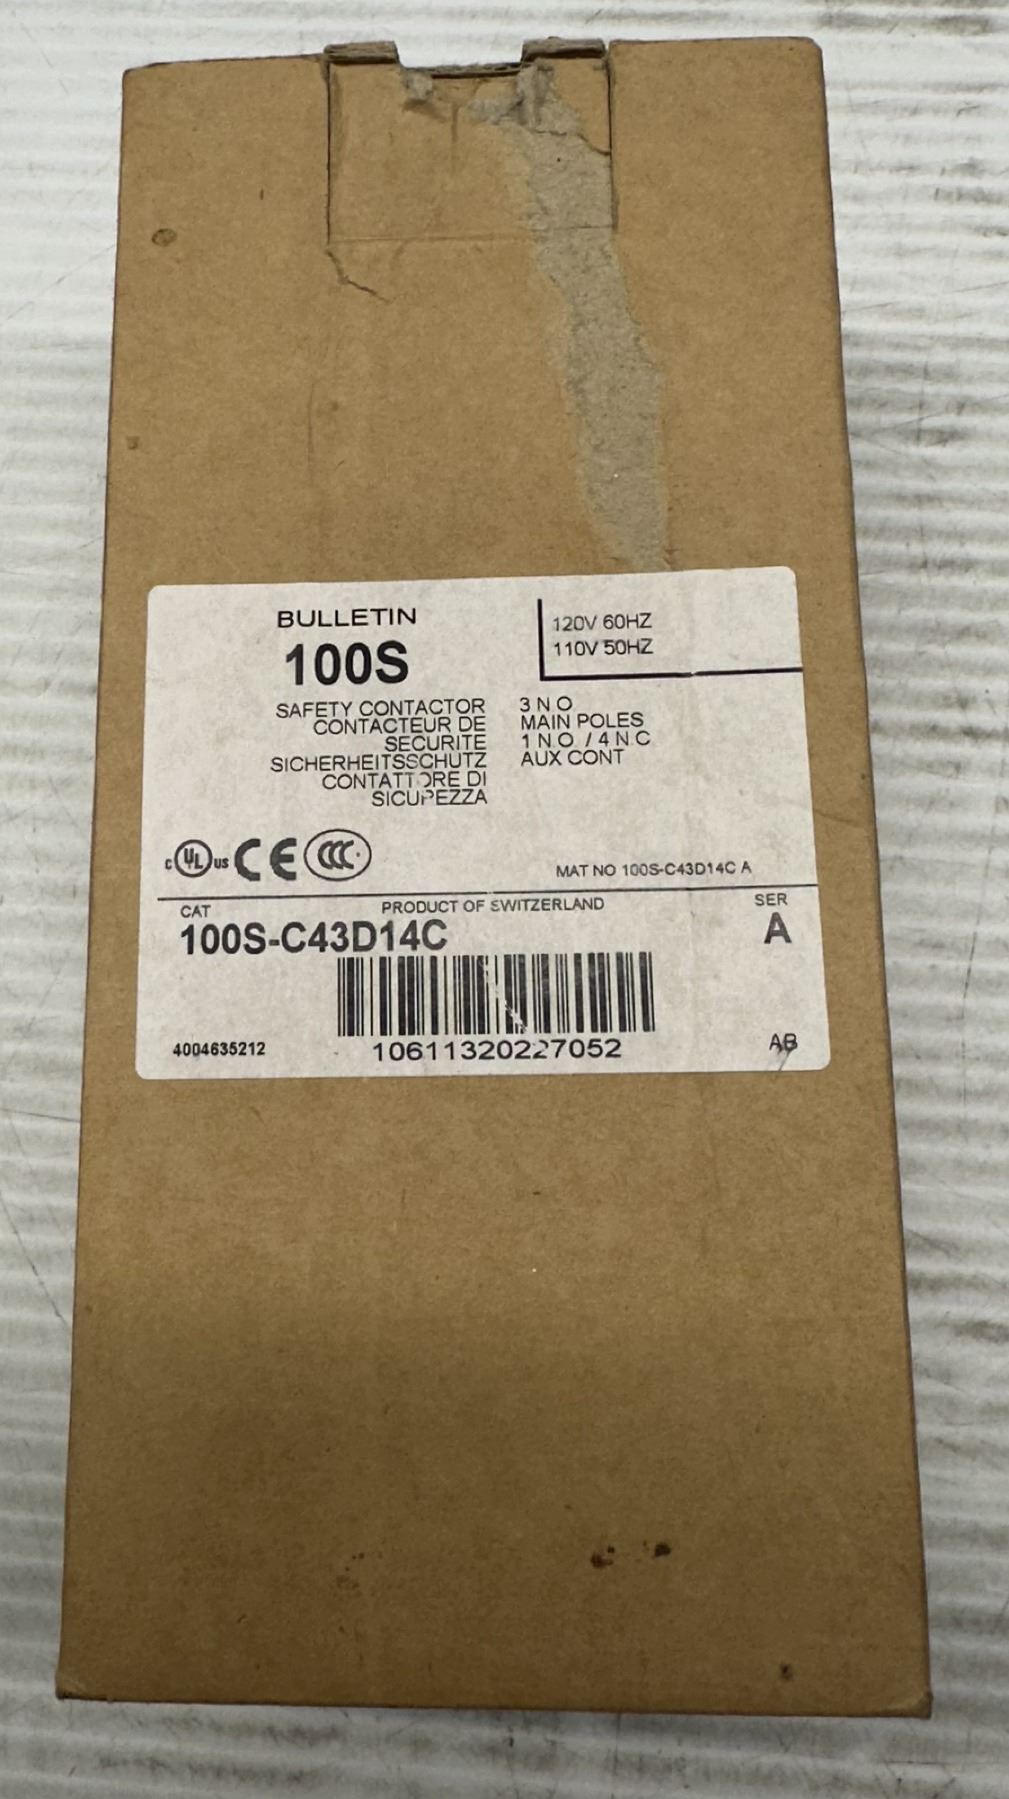 BULLETIN
100S
120V 60HZ
110V 50HZ
SAFETY CONTACTOR
CONTACTEUR DE
SECURITE
SICHERHEITSSCHUTZ
CONTATTORE DI
SICUREZZA
3 N O
MAIN POLES
1 N.O. / 4 N.C
AUX CONT
c UL us CE CCC
MAT NO 100S-C43D14C A
CAT
PRODUCT OF SWITZERLAND
SER
100S-C43D14C
A
4004635212
10611320227052
AB